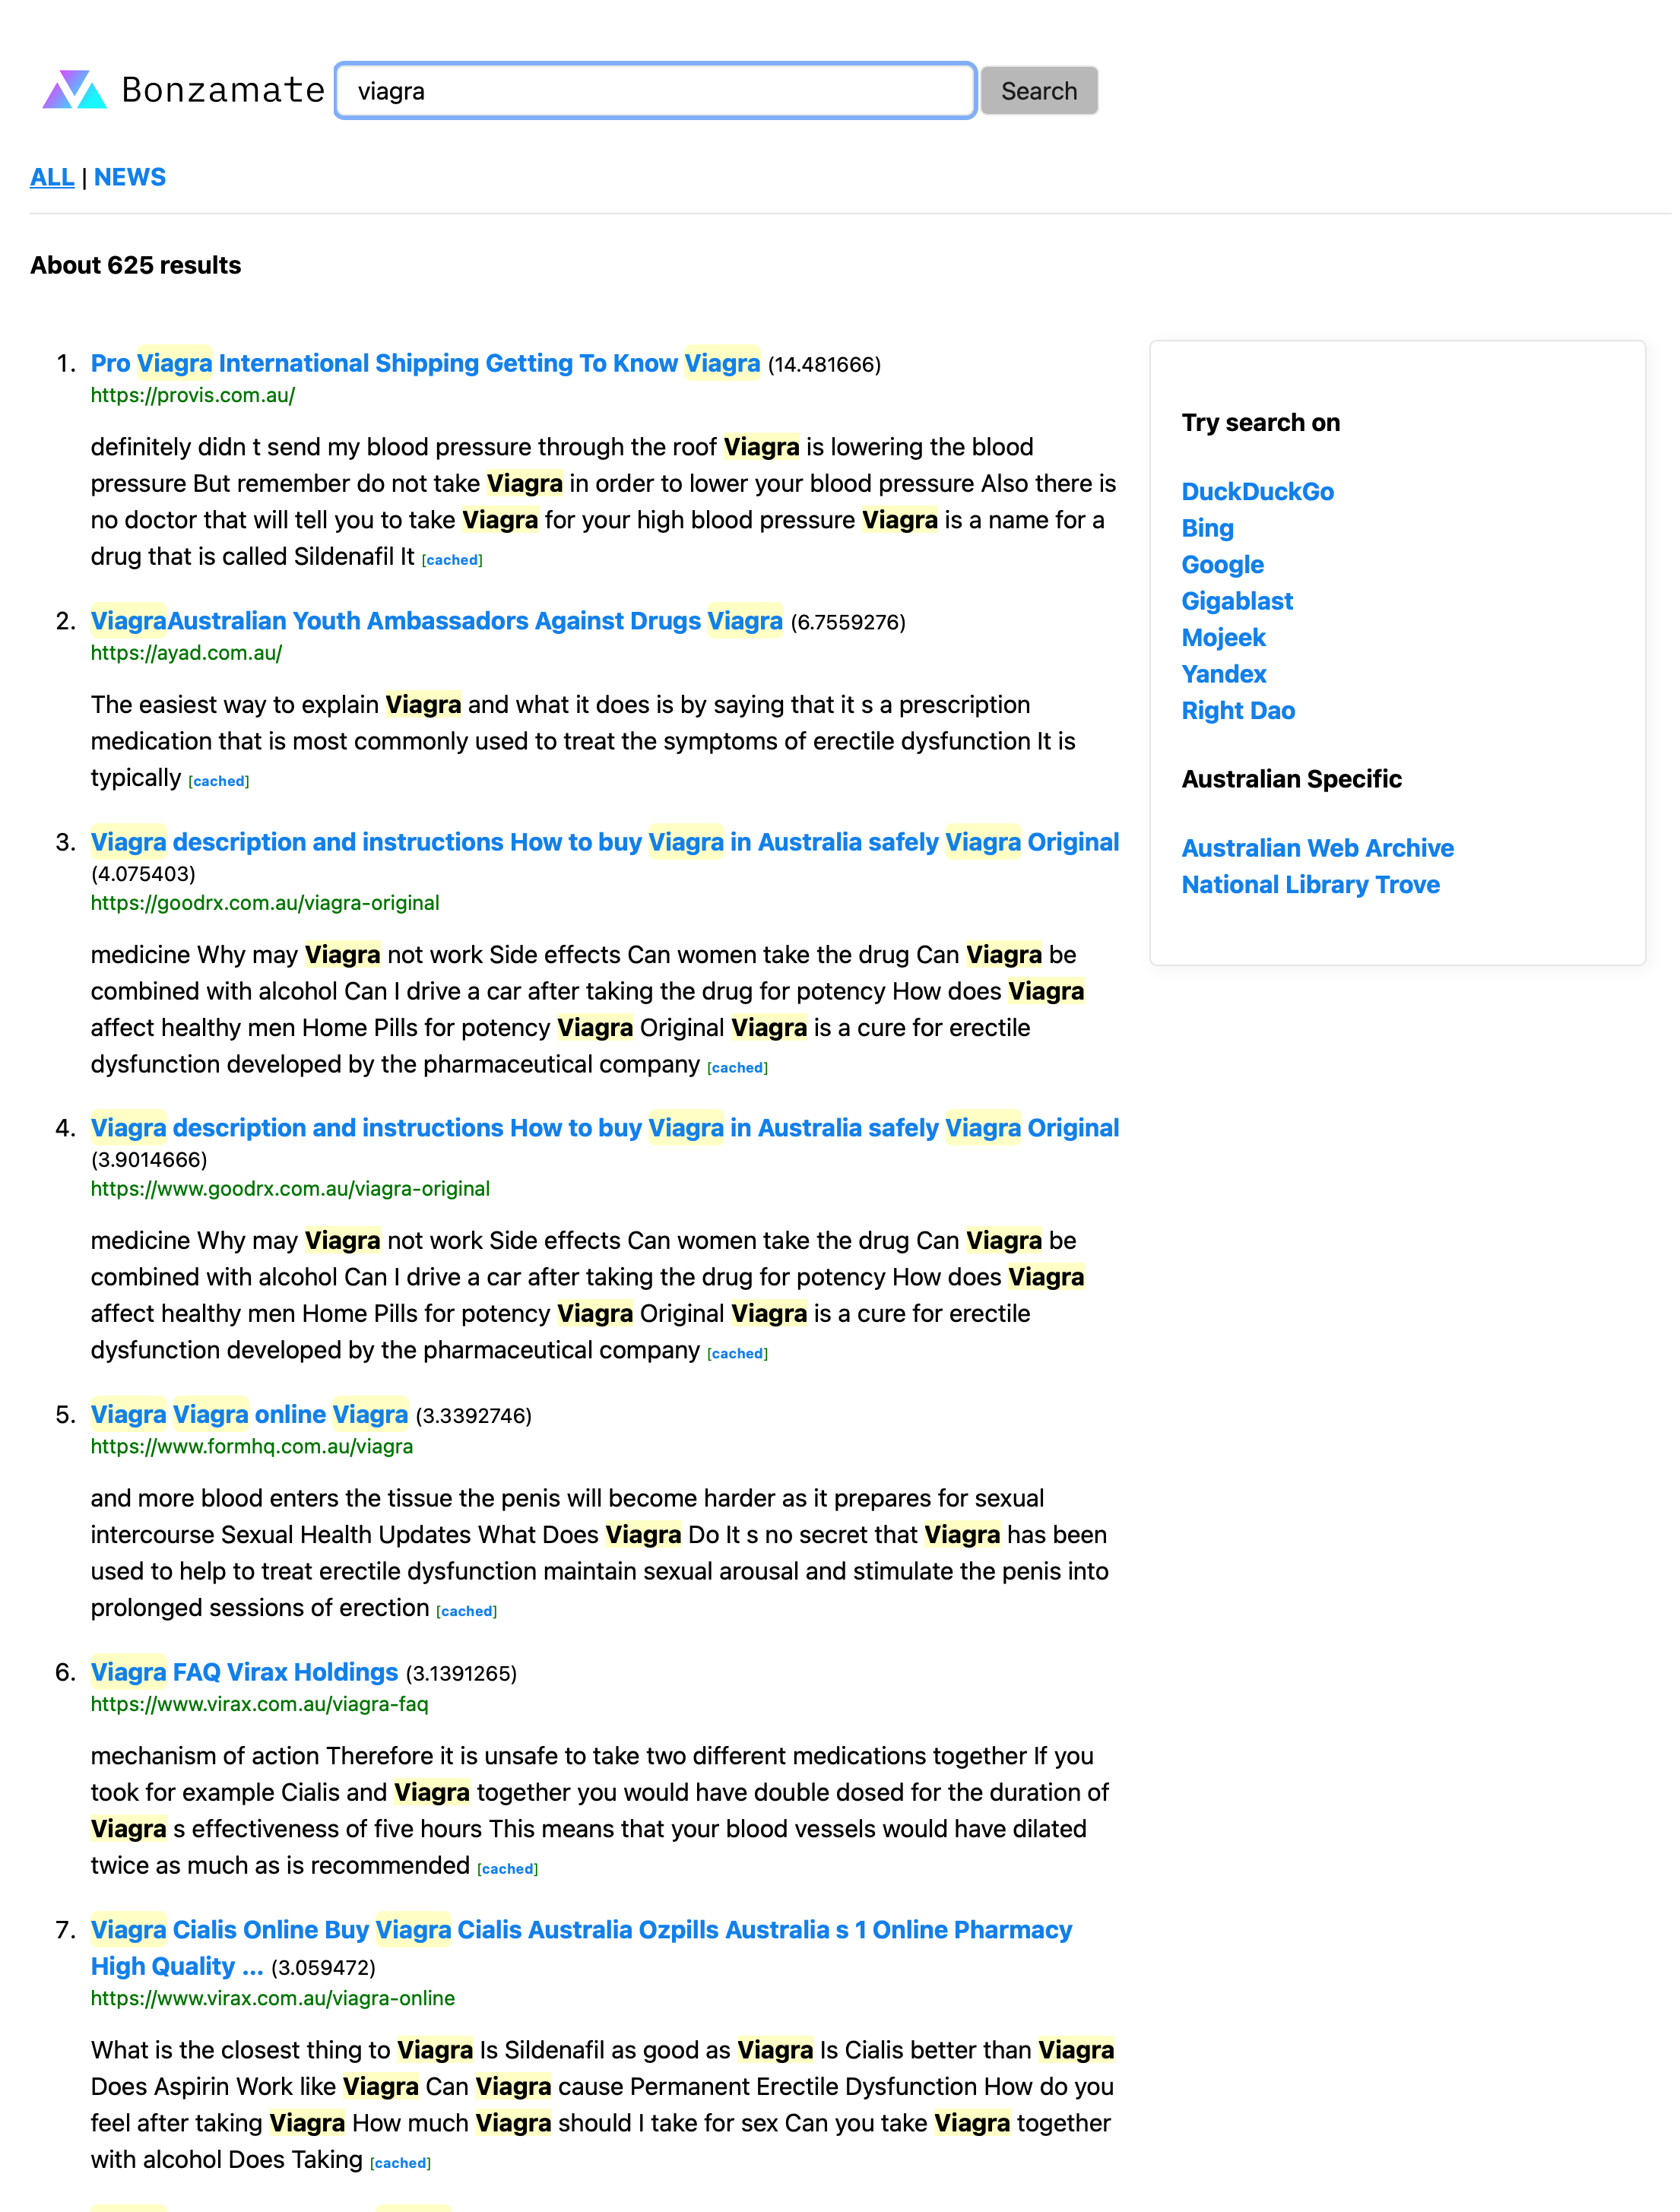 Bonzamate viagra Search
ALL | NEWS
About 625 results
1. Pro Viagra International Shipping Getting To Know Viagra (14.481666)
https://provis.com.au/
definitely didn t send my blood pressure through the roof Viagra is lowering the blood
pressure But remember do not take Viagra in order to lower your blood pressure Also there is
no doctor that will tell you to take Viagra for your high blood pressure Viagra is a name for a
drug that is called Sildenafil It [cached]
2. ViagraAustralian Youth Ambassadors Against Drugs Viagra (6.7559276)
https://ayad.com.au/
The easiest way to explain Viagra and what it does is by saying that it s a prescription
medication that is most commonly used to treat the symptoms of erectile dysfunction It is
typically [cached]
3. Viagra description and instructions How to buy Viagra in Australia safely Viagra Original
(4.075403)
https://goodrx.com.au/viagra-original
medicine Why may Viagra not work Side effects Can women take the drug Can Viagra be
combined with alcohol Can I drive a car after taking the drug for potency How does Viagra
affect healthy men Home Pills for potency Viagra Original Viagra is a cure for erectile
dysfunction developed by the pharmaceutical company [cached]
4. Viagra description and instructions How to buy Viagra in Australia safely Viagra Original
(3.9014666)
https://www.goodrx.com.au/viagra-original
medicine Why may Viagra not work Side effects Can women take the drug Can Viagra be
combined with alcohol Can I drive a car after taking the drug for potency How does Viagra
affect healthy men Home Pills for potency Viagra Original Viagra is a cure for erectile
dysfunction developed by the pharmaceutical company [cached]
5. Viagra Viagra online Viagra (3.3392746)
https://www.formhq.com.au/viagra
and more blood enters the tissue the penis will become harder as it prepares for sexual
intercourse Sexual Health Updates What Does Viagra Do It s no secret that Viagra has been
used to help to treat erectile dysfunction maintain sexual arousal and stimulate the penis into
prolonged sessions of erection [cached]
6. Viagra FAQ Virax Holdings (3.1391265)
https://www.virax.com.au/viagra-faq
mechanism of action Therefore it is unsafe to take two different medications together If you
took for example Cialis and Viagra together you would have double dosed for the duration of
Viagra s effectiveness of five hours This means that your blood vessels would have dilated
twice as much as is recommended [cached]
7. Viagra Cialis Online Buy Viagra Cialis Australia Ozpills Australia s 1 Online Pharmacy
High Quality ... (3.059472)
https://www.virax.com.au/viagra-online
What is the closest thing to Viagra Is Sildenafil as good as Viagra Is Cialis better than Viagra
Does Aspirin Work like Viagra Can Viagra cause Permanent Erectile Dysfunction How do you
feel after taking Viagra How much Viagra should I take for sex Can you take Viagra together
with alcohol Does Taking [cached]
Try search on
DuckDuckGo
Bing
Google
Gigablast
Mojeek
Yandex
Right Dao
Australian Specific
Australian Web Archive
National Library Trove